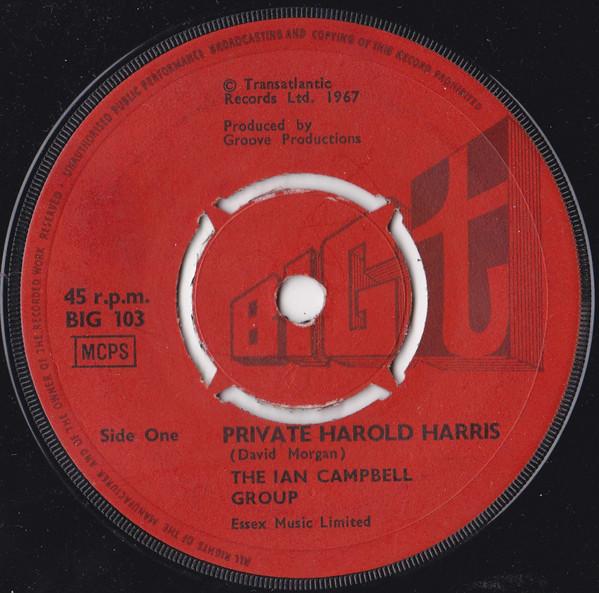 UNAUTHORISED PUBLIC PERFORMANCE BROADCASTING AND COPYING OF THIS RECORD PROHIBITED
ALL RIGHTS OF THE MANUFACTURER AND OF THE OWNER OF THE RECORDED WORK RESERVED
© Transatlantic
Records Ltd. 1967
Produced by
Groove Productions
BIG t
45 r.p.m.
BIG 103
MCPS
Side One
PRIVATE HAROLD HARRIS
(David Morgan)
THE IAN CAMPBELL
GROUP
Essex Music Limited